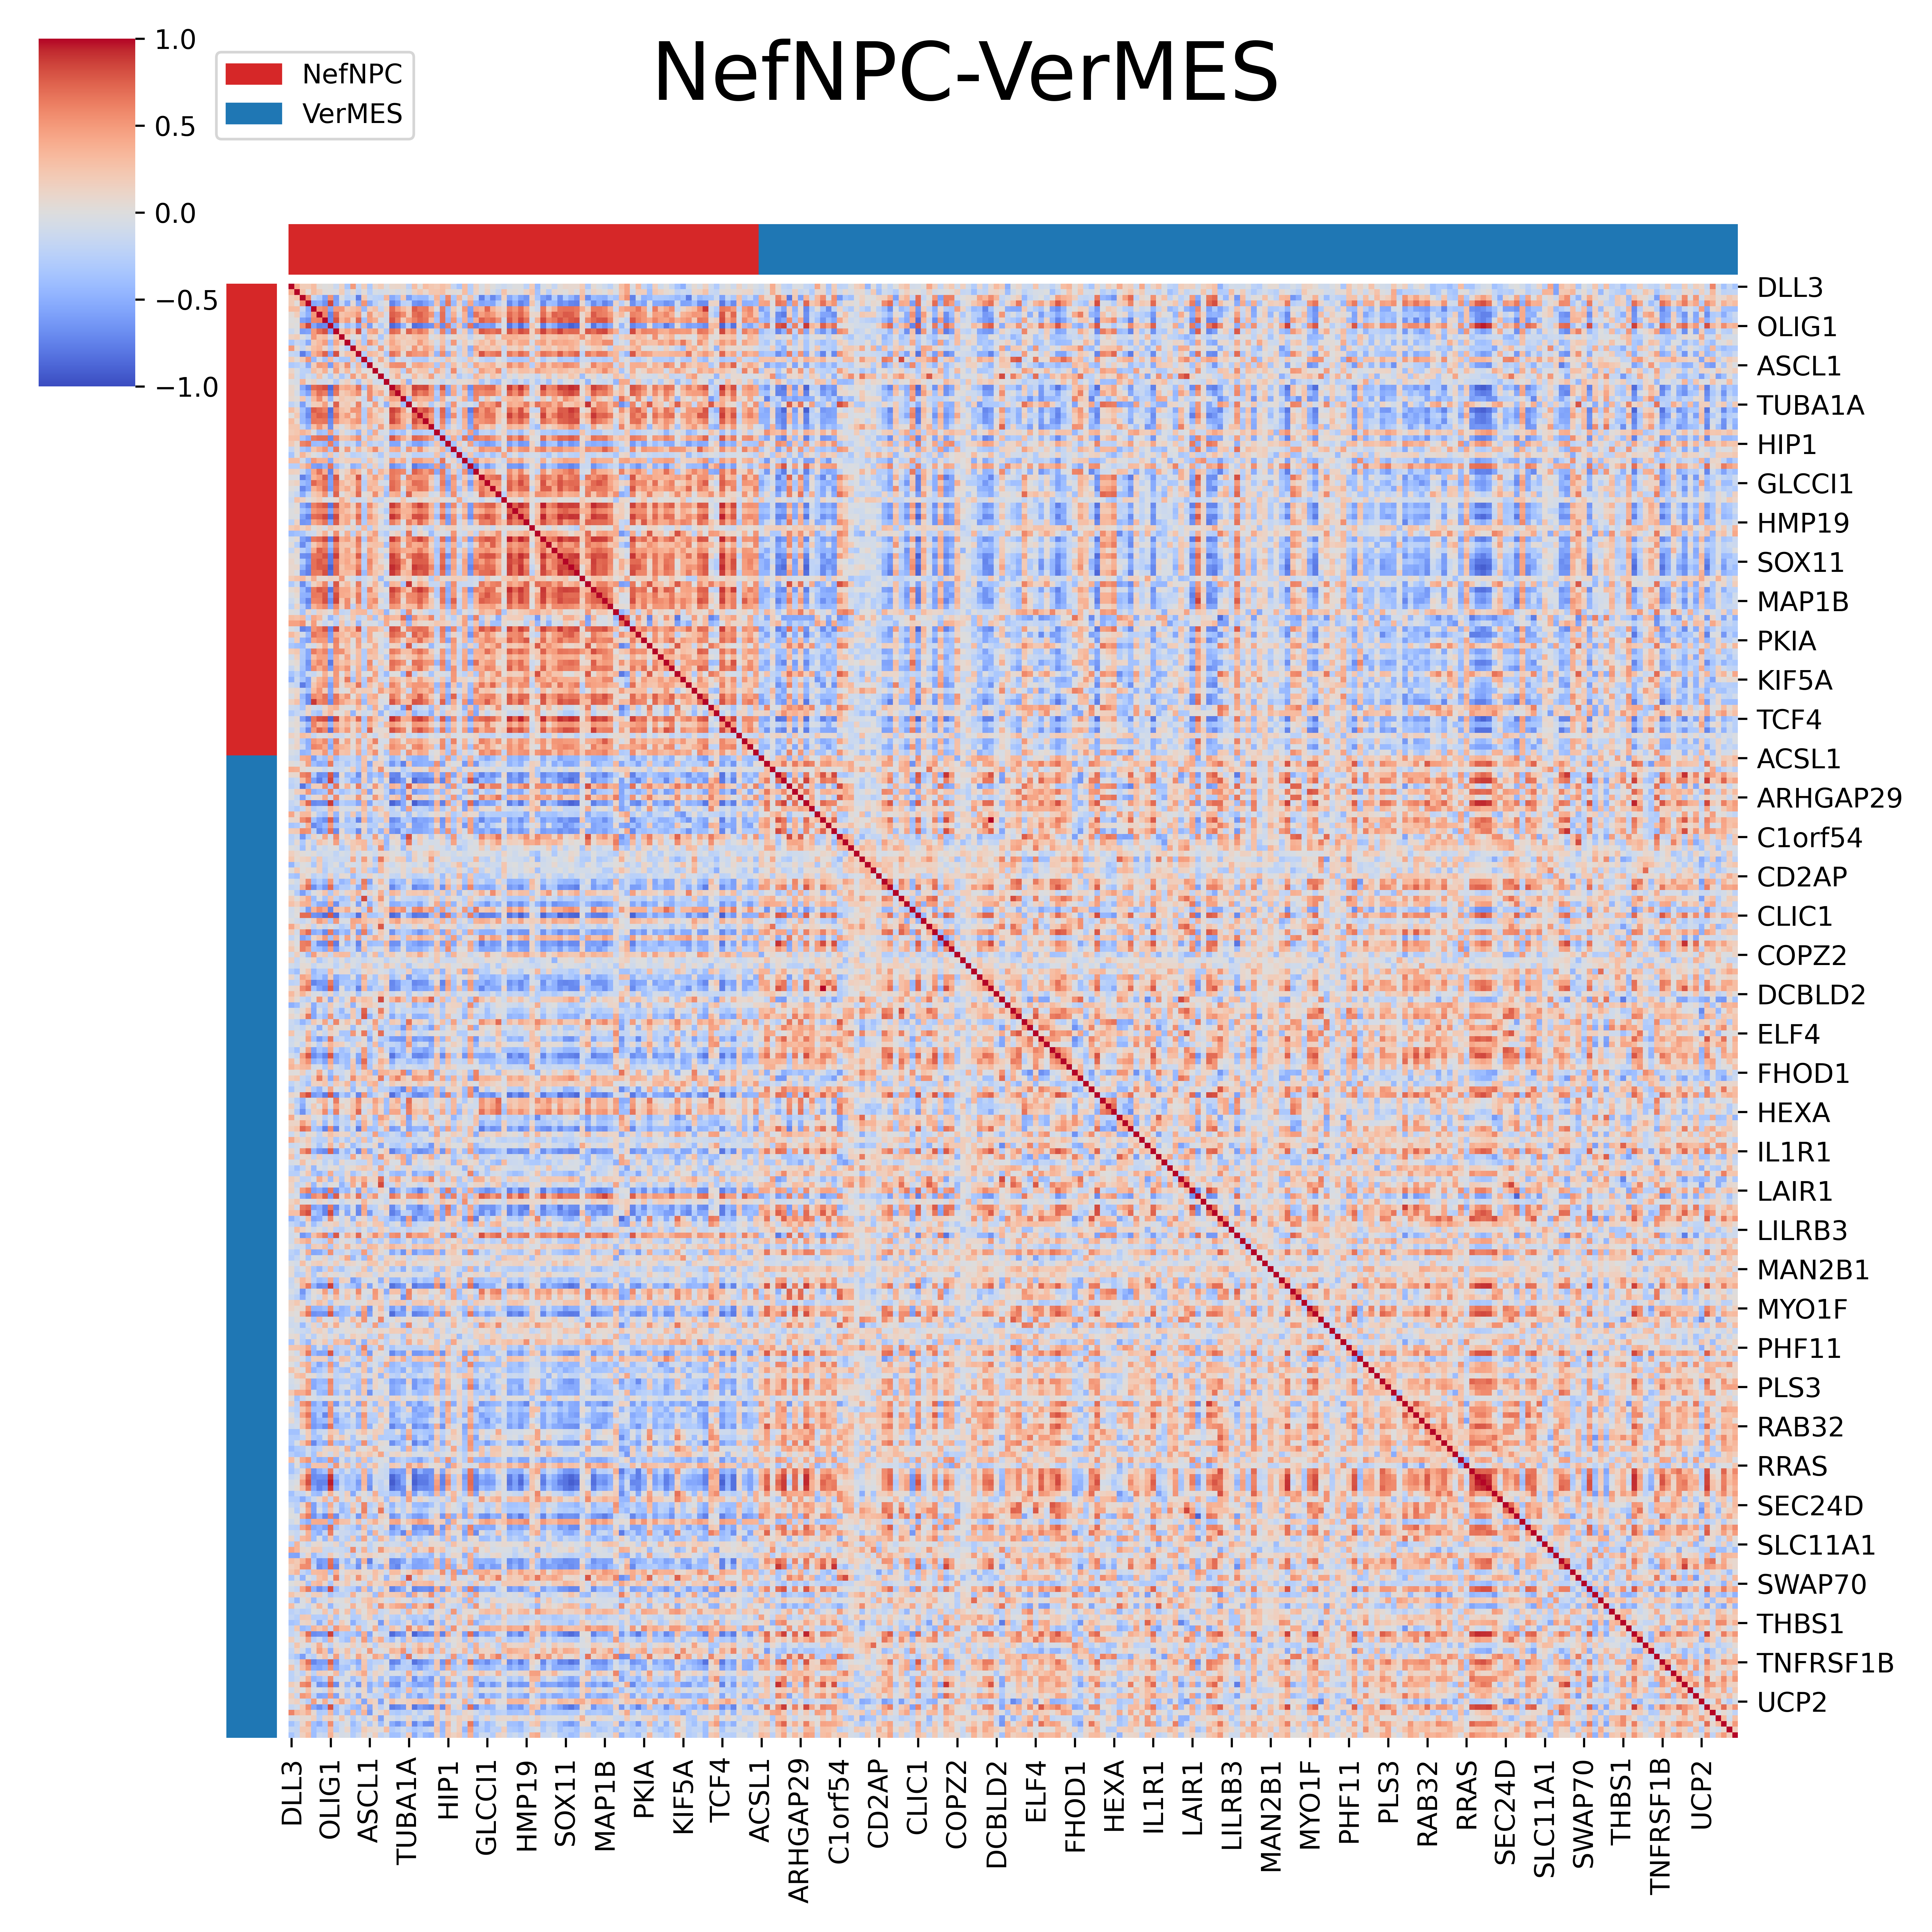 NefNPC-VerMES
1.0
0.5
0.0
−0.5
−1.0
NefNPC
VerMES
DLL3
OLIG1
ASCL1
TUBA1A
HIP1
GLCCI1
HMP19
SOX11
MAP1B
PKIA
KIF5A
TCF4
ACSL1
ARHGAP29
C1orf54
CD2AP
CLIC1
COPZ2
DCBLD2
ELF4
FHOD1
HEXA
IL1R1
LAIR1
LILRB3
MAN2B1
MYO1F
PHF11
PLS3
RAB32
RRAS
SEC24D
SLC11A1
SWAP70
THBS1
TNFRSF1B
UCP2
DLL3
OLIG1
ASCL1
TUBA1A
HIP1
GLCCI1
HMP19
SOX11
MAP1B
PKIA
KIF5A
TCF4
ACSL1
ARHGAP29
C1orf54
CD2AP
CLIC1
COPZ2
DCBLD2
ELF4
FHOD1
HEXA
IL1R1
LAIR1
LILRB3
MAN2B1
MYO1F
PHF11
PLS3
RAB32
RRAS
SEC24D
SLC11A1
SWAP70
THBS1
TNFRSF1B
UCP2